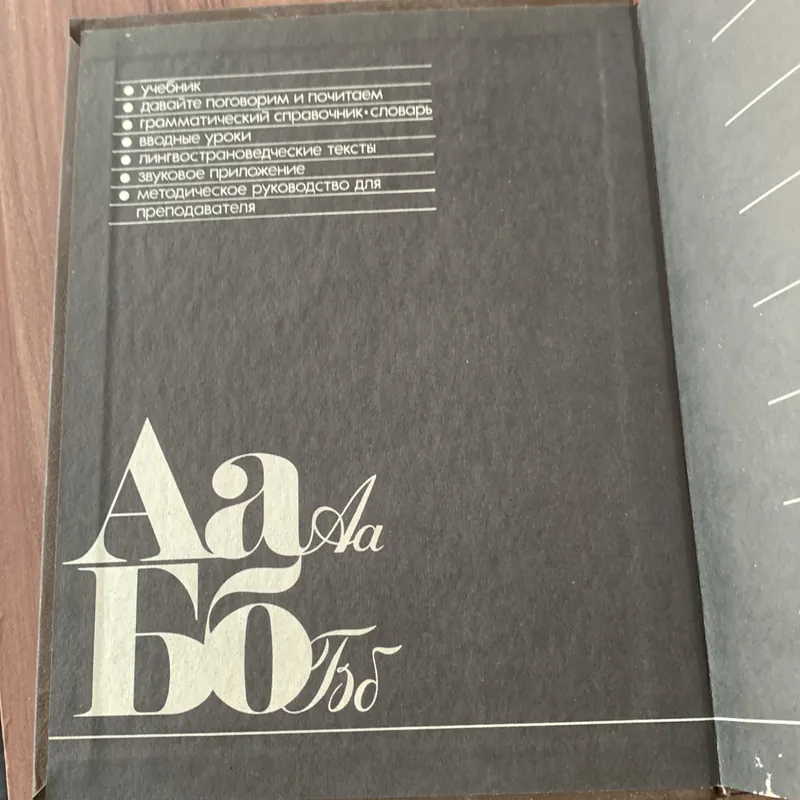 • учебник
• давайте поговорим и почитаем
• грамматический справочник•словарь
• вводные уроки
• лингвострановедческие тексты
• звуковое приложение
• методическое руководство для
преподавателя
Аа Аа
Бб Бб